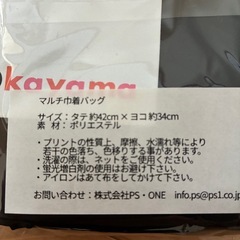 Okayama
マルチ巾着バッグ
サイズ：タテ 約42cm × ヨコ 約34cm
素　材：ポリエステル
・プリントの性質上、摩擦、水濡れ等により
若干の色落ち、色移りする事がございます。
・洗濯の際は、ネットをご使用ください。
・蛍光増白剤の使用はお避けください。
・アイロンはあて布をしておかけください。
お問い合わせ：株式会社PS・ONE　info.ps@ps1.co.jp